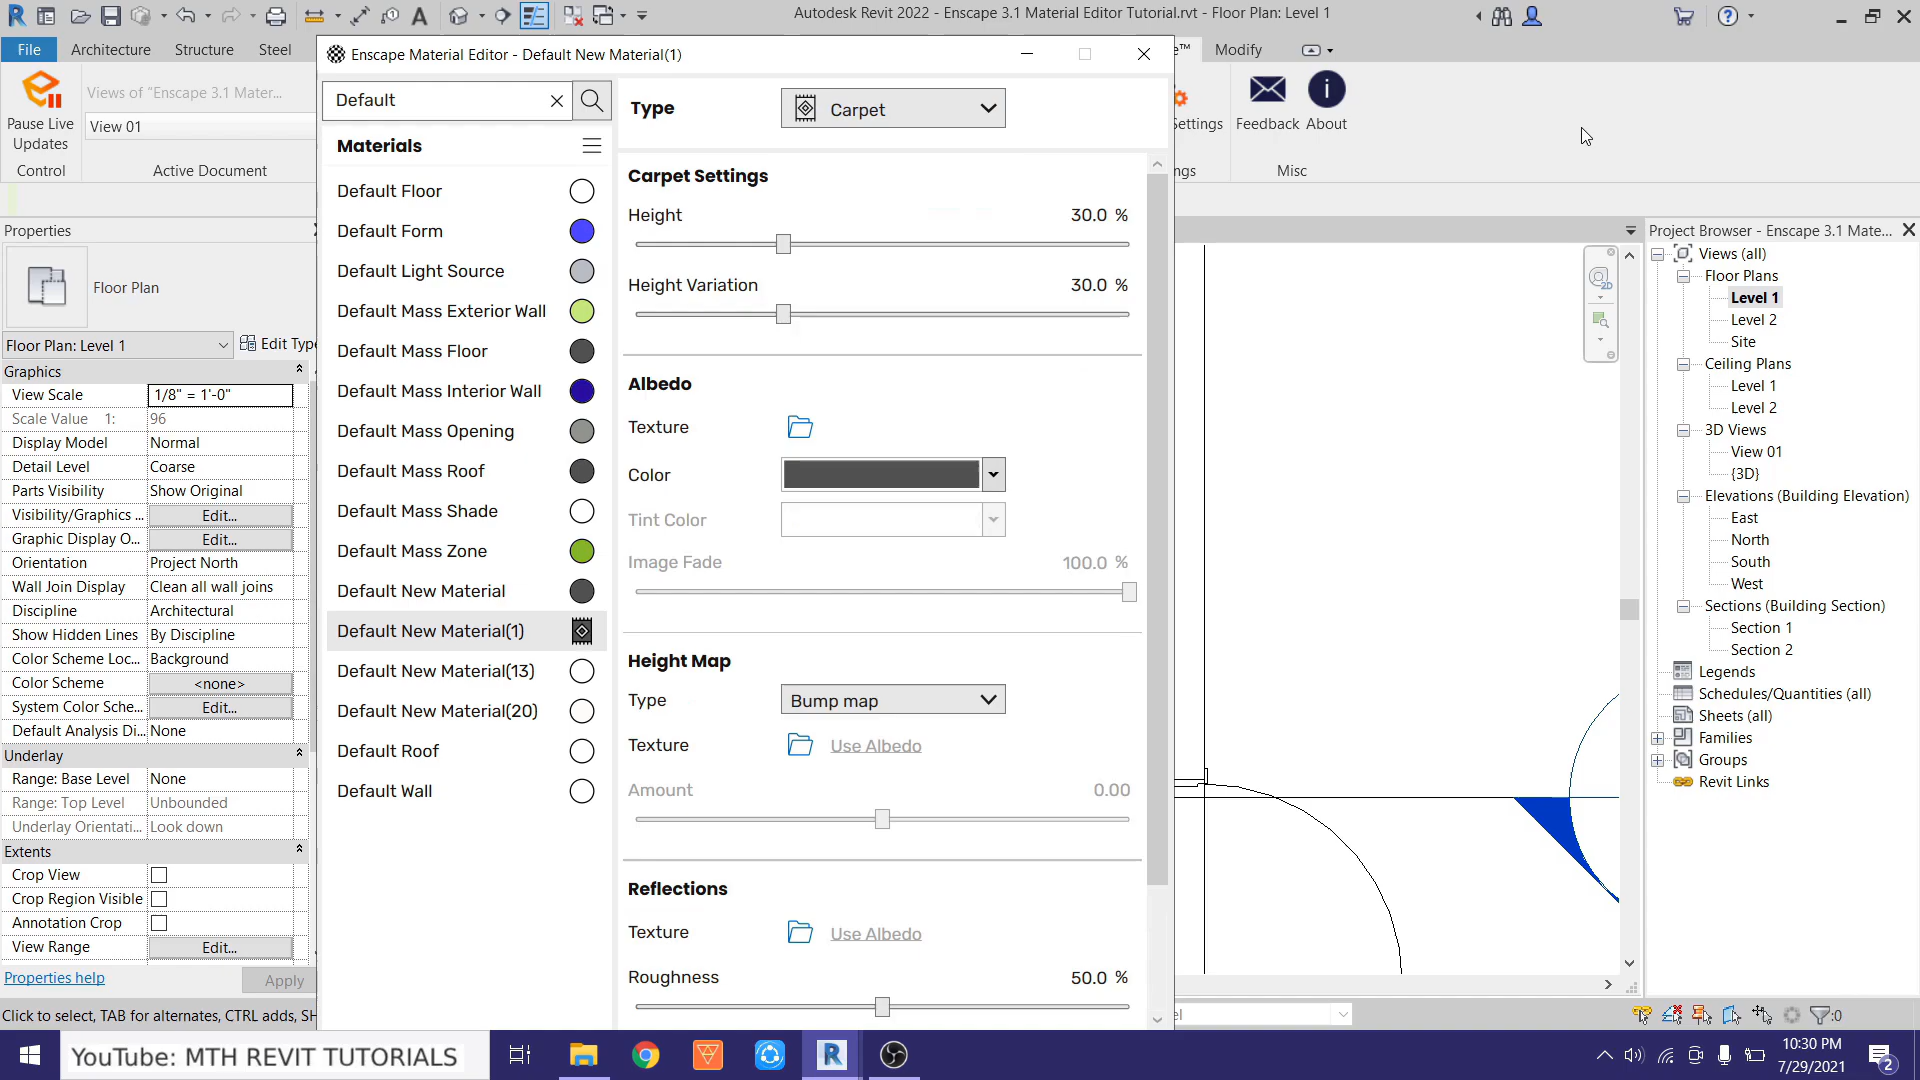 Autodesk Revit 2022 - Enscape 3.1 Material Editor Tutorial.rvt - Floor Plan: Level 1
File
Architecture
Structure
Steel
Modify
Pause Live
Updates
Control
Views of "Enscape 3.1 Mater...
View 01
Active Document
Settings
Feedback
About
Misc
Enscape Material Editor - Default New Material(1)
Default
Materials
Default Floor
Default Form
Default Light Source
Default Mass Exterior Wall
Default Mass Floor
Default Mass Interior Wall
Default Mass Opening
Default Mass Roof
Default Mass Shade
Default Mass Zone
Default New Material
Default New Material(1)
Default New Material(13)
Default New Material(20)
Default Roof
Default Wall
Type Carpet
Carpet Settings
Height 30.0 %
Height Variation 30.0 %
Albedo
Texture
Color
Tint Color
Image Fade 100.0 %
Height Map
Type Bump map
Texture Use Albedo
Amount 0.00
Reflections
Texture Use Albedo
Roughness 50.0 %
Properties
Floor Plan
Floor Plan: Level 1
Edit Type
Graphics
View Scale 1/8" = 1'-0"
Scale Value 1: 96
Display Model Normal
Detail Level Coarse
Parts Visibility Show Original
Visibility/Graphics ... Edit...
Graphic Display O... Edit...
Orientation Project North
Wall Join Display Clean all wall joins
Discipline Architectural
Show Hidden Lines By Discipline
Color Scheme Loc... Background
Color Scheme <none>
System Color Sche... Edit...
Default Analysis Di... None
Underlay
Range: Base Level None
Range: Top Level Unbounded
Underlay Orientati... Look down
Extents
Crop View
Crop Region Visible
Annotation Crop
View Range Edit...
Properties help
Apply
Click to select, TAB for alternates, CTRL adds, SH
Project Browser - Enscape 3.1 Mate...
Views (all)
Floor Plans
Level 1
Level 2
Site
Ceiling Plans
Level 1
Level 2
3D Views
View 01
{3D}
Elevations (Building Elevation)
East
North
South
West
Sections (Building Section)
Section 1
Section 2
Legends
Schedules/Quantities (all)
Sheets (all)
Families
Groups
Revit Links
2D
:0
YouTube: MTH REVIT TUTORIALS
10:30 PM
7/29/2021
2